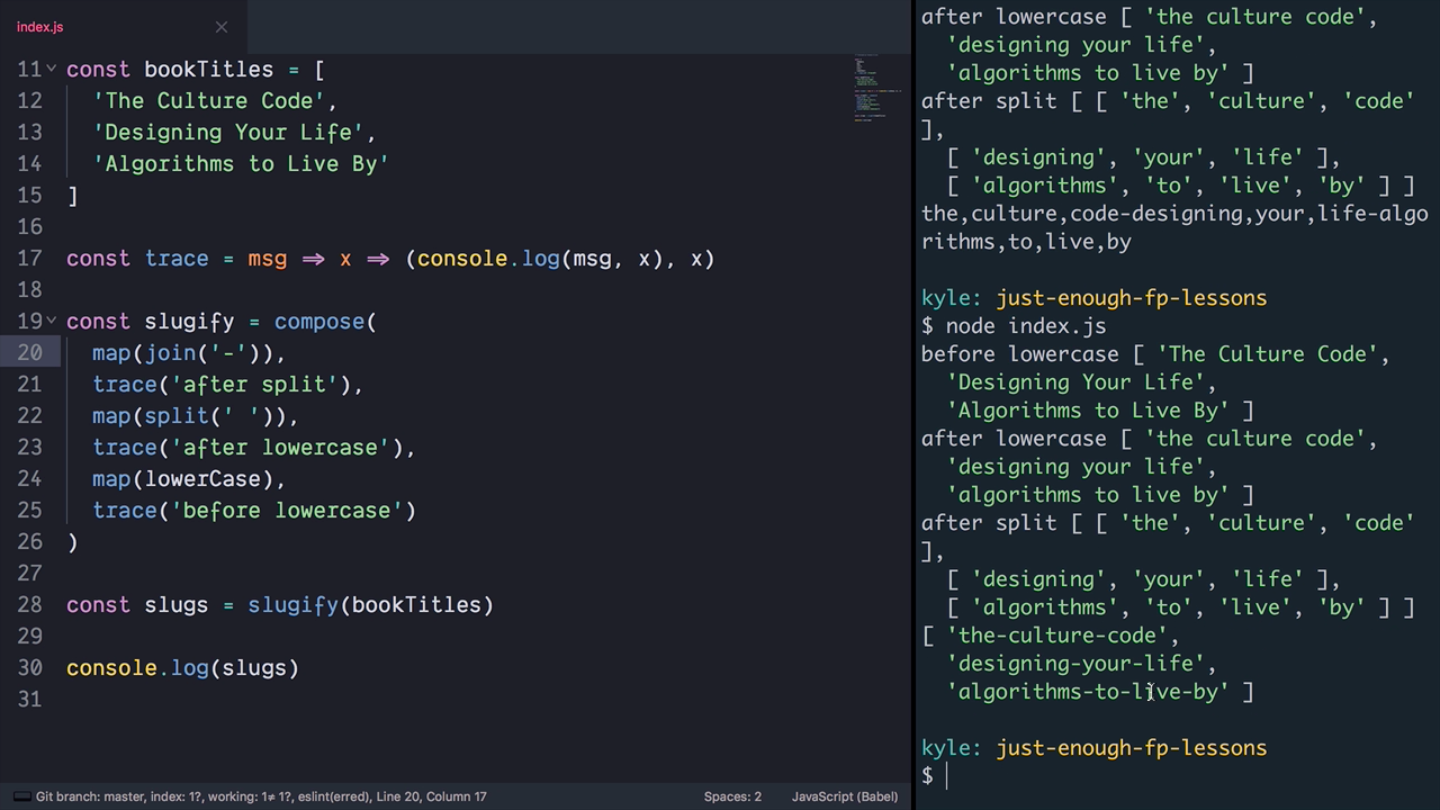 index.js
11 const bookTitles = [
12 'The Culture Code',
13 'Designing Your Life',
14 'Algorithms to Live By'
15 ]
16
17 const trace = msg => x => (console.log(msg, x), x)
18
19 const slugify = compose(
20 map(join('-')),
21 trace('after split'),
22 map(split(' ')),
23 trace('after lowercase'),
24 map(lowerCase),
25 trace('before lowercase')
26 )
27
28 const slugs = slugify(bookTitles)
29
30 console.log(slugs)
31
Git branch: master, index: 1?, working: 1≠ 1?, eslint(erred), Line 20, Column 17
Spaces: 2
JavaScript (Babel)
after lowercase [ 'the culture code',
'designing your life',
'algorithms to live by' ]
after split [ [ 'the', 'culture', 'code'
],
[ 'designing', 'your', 'life' ],
[ 'algorithms', 'to', 'live', 'by' ] ]
the,culture,code-designing,your,life-algo
rithms,to,live,by
kyle: just-enough-fp-lessons
$ node index.js
before lowercase [ 'The Culture Code',
'Designing Your Life',
'Algorithms to Live By' ]
after lowercase [ 'the culture code',
'designing your life',
'algorithms to live by' ]
after split [ [ 'the', 'culture', 'code'
],
[ 'designing', 'your', 'life' ],
[ 'algorithms', 'to', 'live', 'by' ] ]
[ 'the-culture-code',
'designing-your-life',
'algorithms-to-live-by' ]
kyle: just-enough-fp-lessons
$